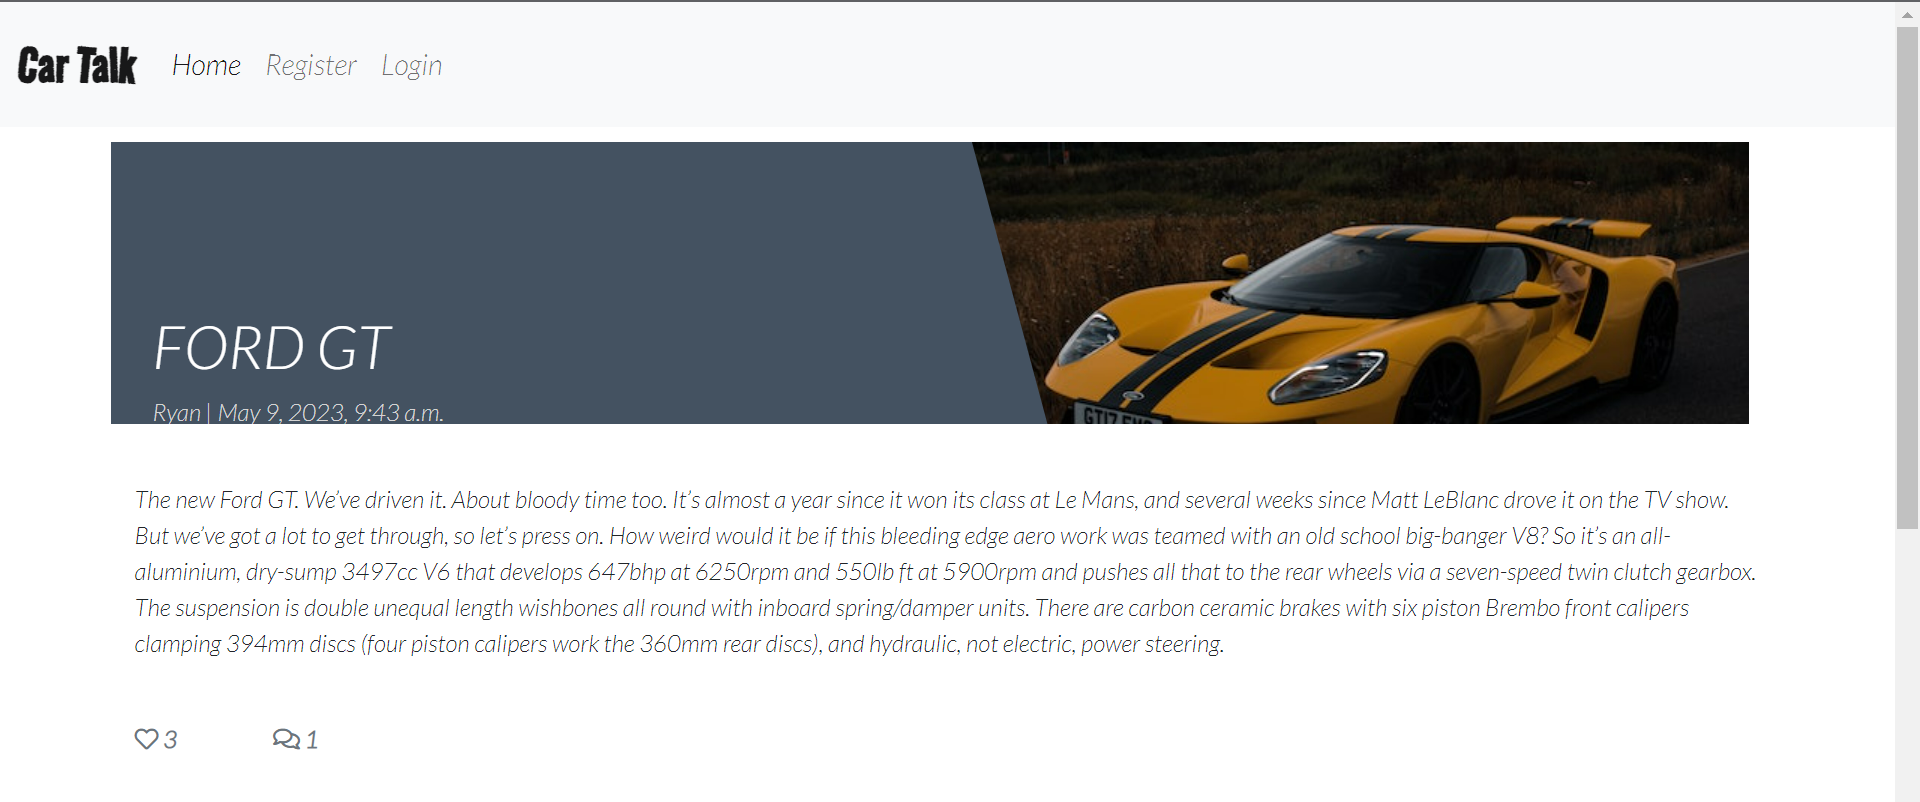 Car Talk Home Register Login
FORD GT
Ryan | May 9, 2023, 9:43 a.m.
The new Ford GT. We’ve driven it. About bloody time too. It’s almost a year since it won its class at Le Mans, and several weeks since Matt LeBlanc drove it on the TV show.
But we’ve got a lot to get through, so let’s press on. How weird would it be if this bleeding edge aero work was teamed with an old school big-banger V8? So it’s an all-
aluminium, dry-sump 3497cc V6 that develops 647bhp at 6250rpm and 550lb ft at 5900rpm and pushes all that to the rear wheels via a seven-speed twin clutch gearbox.
The suspension is double unequal length wishbones all round with inboard spring/damper units. There are carbon ceramic brakes with six piston Brembo front calipers
clamping 394mm discs (four piston calipers work the 360mm rear discs), and hydraulic, not electric, power steering.
3 1